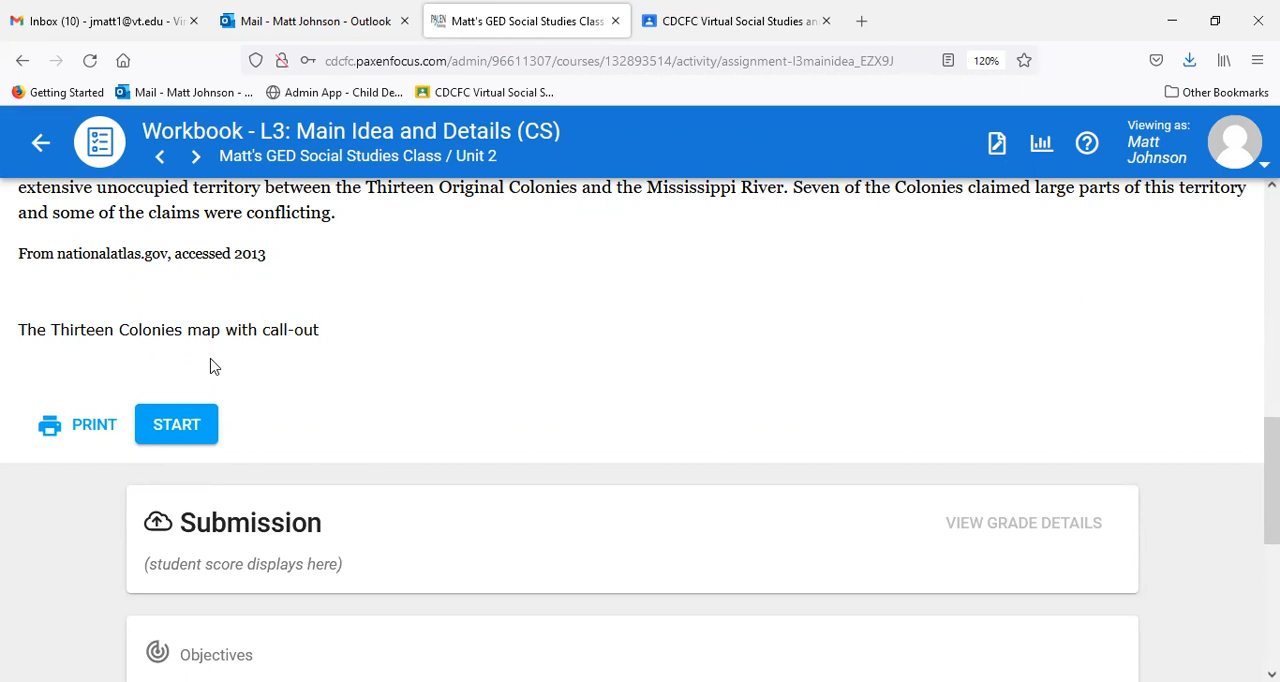 Inbox (10) - jmatt1@vt.edu - Vir
Mail - Matt Johnson - Outlook
PAXEN
Matt's GED Social Studies Class
CDCFC Virtual Social Studies an
cdcfc.paxenfocus.com/admin/96611307/courses/132893514/activity/assignment-l3mainidea_EZX9J
120%
Getting Started
Mail - Matt Johnson - ...
Admin App - Child De...
CDCFC Virtual Social S...
Other Bookmarks
Workbook - L3: Main Idea and Details (CS)
Matt's GED Social Studies Class / Unit 2
Viewing as:
Matt
Johnson
extensive unoccupied territory between the Thirteen Original Colonies and the Mississippi River. Seven of the Colonies claimed large parts of this territory
and some of the claims were conflicting.
From nationalatlas.gov, accessed 2013
The Thirteen Colonies map with call-out
PRINT
START
Submission
VIEW GRADE DETAILS
(student score displays here)
Objectives